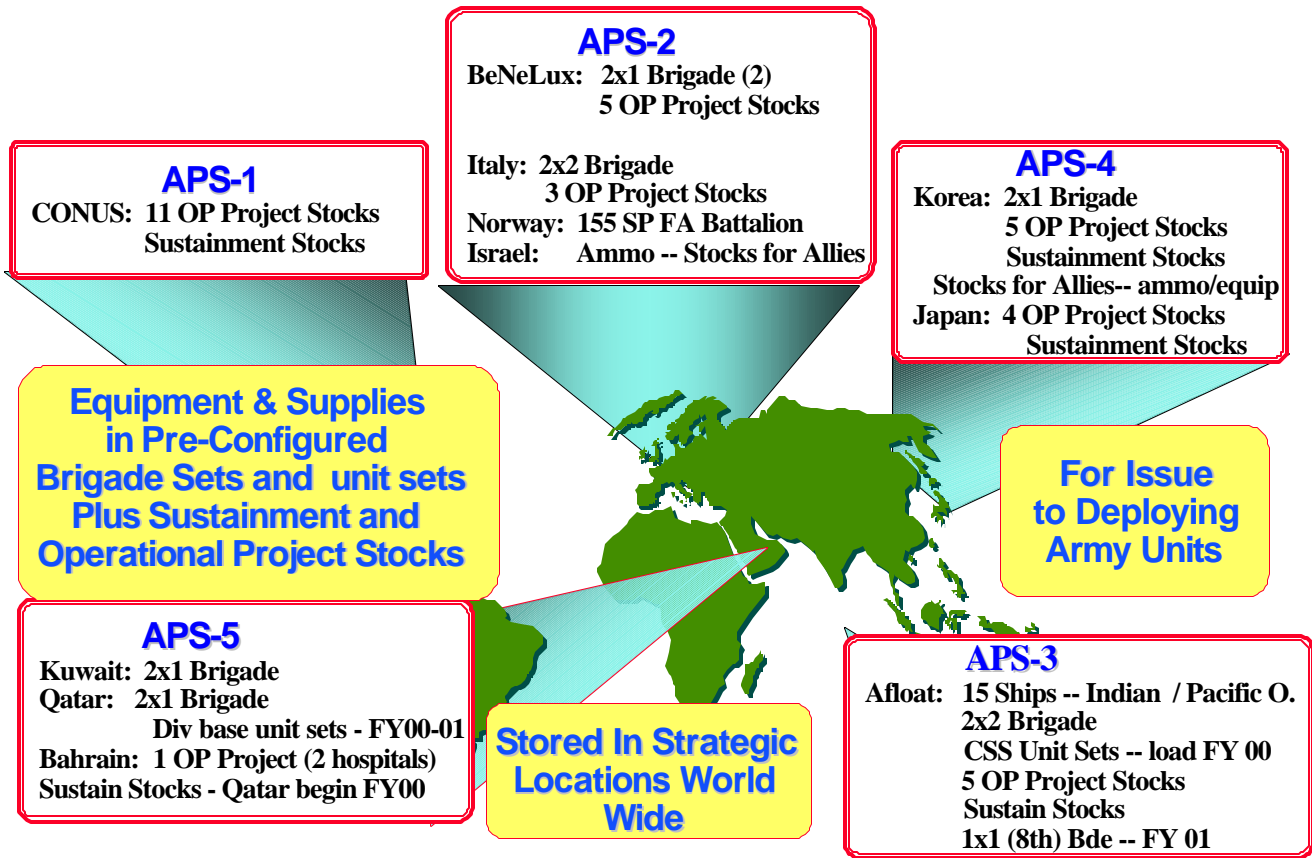 APS-2
BeNeLux: 2x1 Brigade (2)
5 OP Project Stocks
Italy: 2x2 Brigade
3 OP Project Stocks
Norway: 155 SP FA Battalion
Israel: Ammo -- Stocks for Allies
APS-1
CONUS: 11 OP Project Stocks
Sustainment Stocks
APS-4
Korea: 2x1 Brigade
5 OP Project Stocks
Sustainment Stocks
Stocks for Allies-- ammo/equip
Japan: 4 OP Project Stocks
Sustainment Stocks
Equipment & Supplies
in Pre-Configured
Brigade Sets and unit sets
Plus Sustainment and
Operational Project Stocks
For Issue
to Deploying
Army Units
APS-5
Kuwait: 2x1 Brigade
Qatar: 2x1 Brigade
Div base unit sets - FY00-01
Bahrain: 1 OP Project (2 hospitals)
Sustain Stocks - Qatar begin FY00
Stored In Strategic
Locations World
Wide
APS-3
Afloat: 15 Ships -- Indian / Pacific O.
2x2 Brigade
CSS Unit Sets -- load FY 00
5 OP Project Stocks
Sustain Stocks
1x1 (8th) Bde -- FY 01